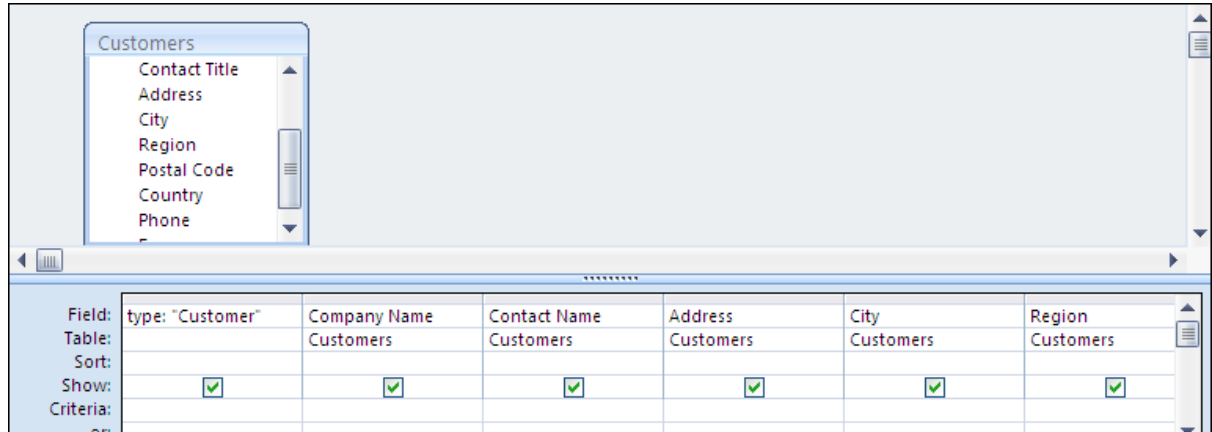 Customers
Contact Title
Address
City
Region
Postal Code
Country
Phone
Field: type: "Customer" Company Name Contact Name Address City Region
Table: Customers Customers Customers Customers Customers
Sort:
Show:
Criteria:
or: